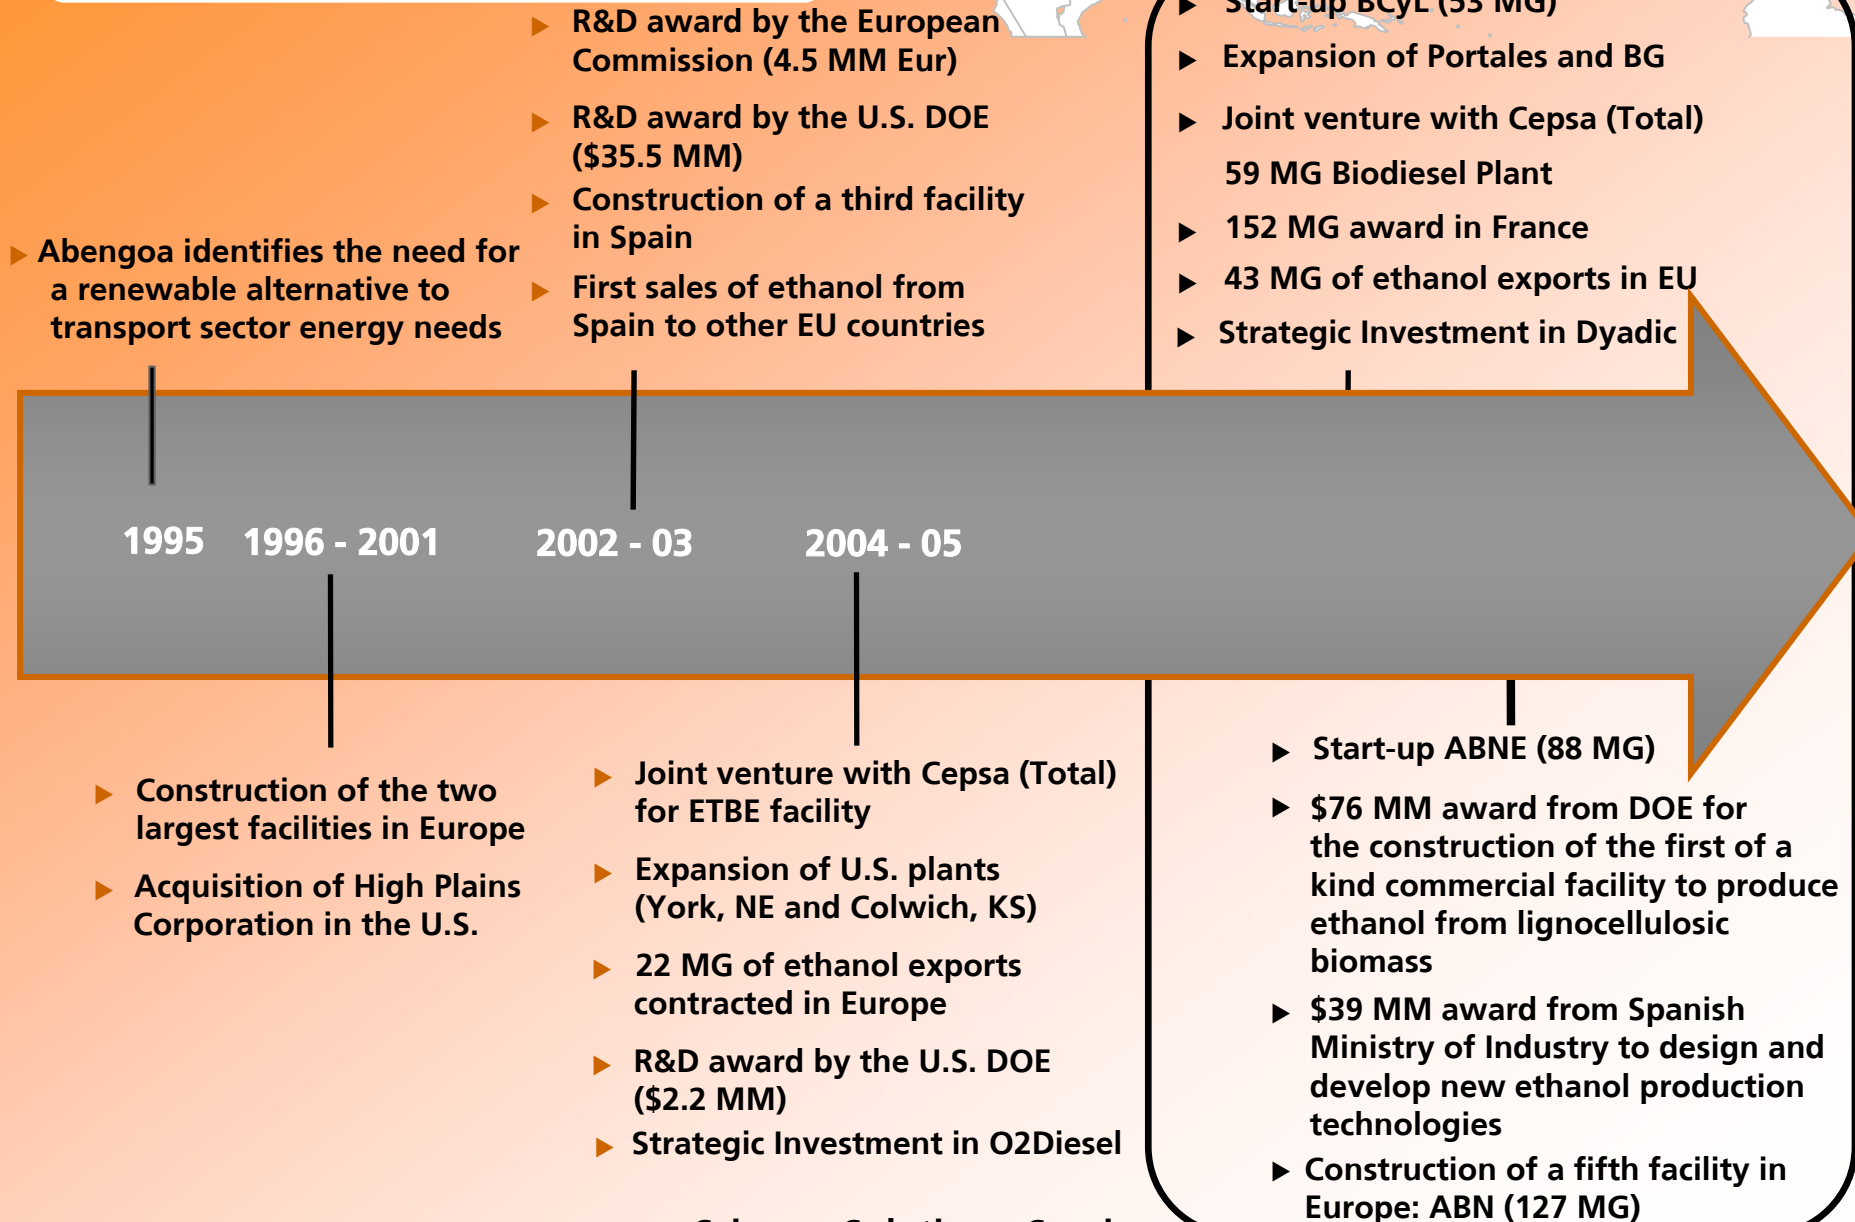 R&D award by the European
Commission (4.5 MM Eur)
R&D award by the U.S. DOE
($35.5 MM)
Construction of a third facility
in Spain
First sales of ethanol from
Spain to other EU countries
Start-up BCyL (53 MG)
Expansion of Portales and BG
Joint venture with Cepsa (Total)
59 MG Biodiesel Plant
152 MG award in France
43 MG of ethanol exports in EU
Strategic Investment in Dyadic
Abengoa identifies the need for
a renewable alternative to
transport sector energy needs
1995
1996 - 2001
2002 - 03
2004 - 05
Construction of the two
largest facilities in Europe
Acquisition of High Plains
Corporation in the U.S.
Joint venture with Cepsa (Total)
for ETBE facility
Expansion of U.S. plants
(York, NE and Colwich, KS)
22 MG of ethanol exports
contracted in Europe
R&D award by the U.S. DOE
($2.2 MM)
Strategic Investment in O2Diesel
Start-up ABNE (88 MG)
$76 MM award from DOE for
the construction of the first of a
kind commercial facility to produce
ethanol from lignocellulosic
biomass
$39 MM award from Spanish
Ministry of Industry to design and
develop new ethanol production
technologies
Construction of a fifth facility in
Europe: ABN (127 MG)